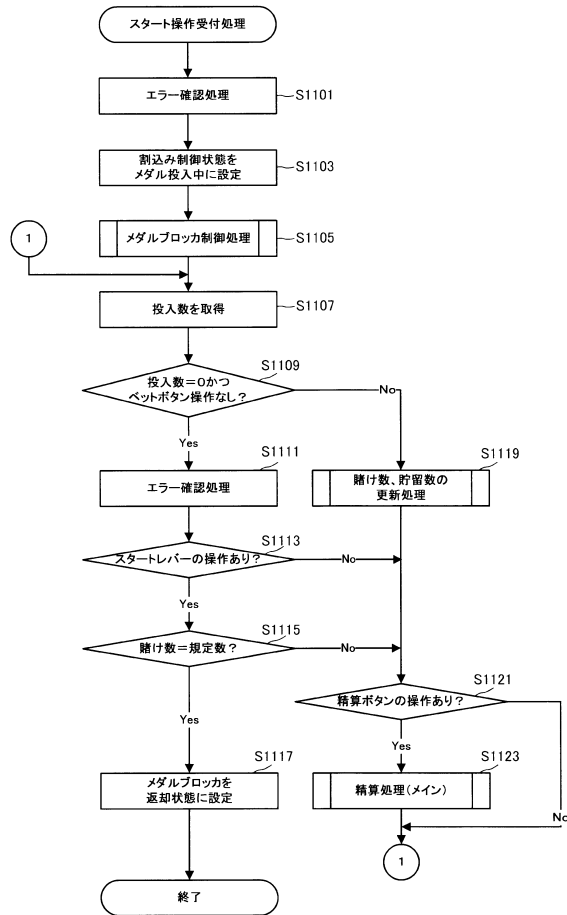 スタート操作受付処理
エラー確認処理
S1101
割込み制御状態を
メダル投入中に設定
S1103
1
メダルブロッカ制御処理
S1105
投入数を取得
S1107
S1109
投入数＝0かつ
ベットボタン操作なし？
No
Yes
S1111
エラー確認処理
S1119
賭け数、貯留数の
更新処理
S1113
スタートレバーの操作あり？
No
Yes
S1115
賭け数＝規定数？
No
S1121
精算ボタンの操作あり？
Yes
Yes
S1117
メダルブロッカを
返却状態に設定
S1123
精算処理（メイン）
No
1
終了